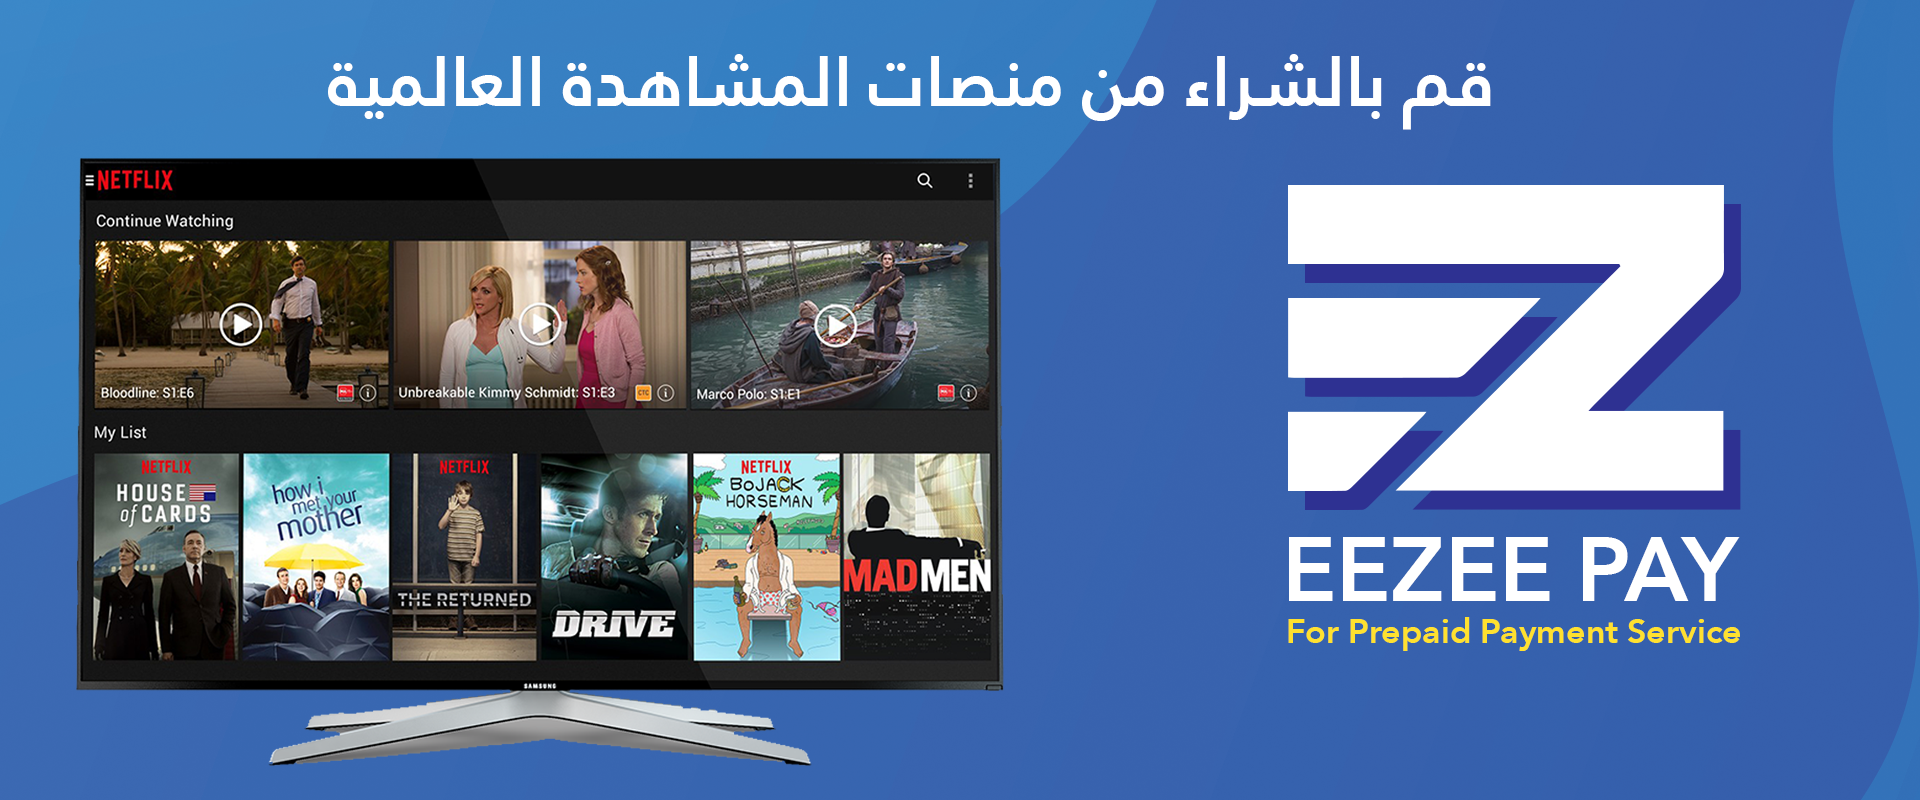 قم بالشراء من منصات المشاهدة العالمية
NETFLIX
Continue Watching
Bloodline: S1:E6
Unbreakable Kimmy Schmidt: S1:E3
CTC
Marco Polo: S1:E1
My List
NETFLIX
HOUSE
of CARDS
how i
met your
mother
NETFLIX
THE RETURNED
DRIVE
NETFLIX
BOJACK
HORSEMAN
MAD MEN
SAMSUNG
EEZEE PAY
For Prepaid Payment Service